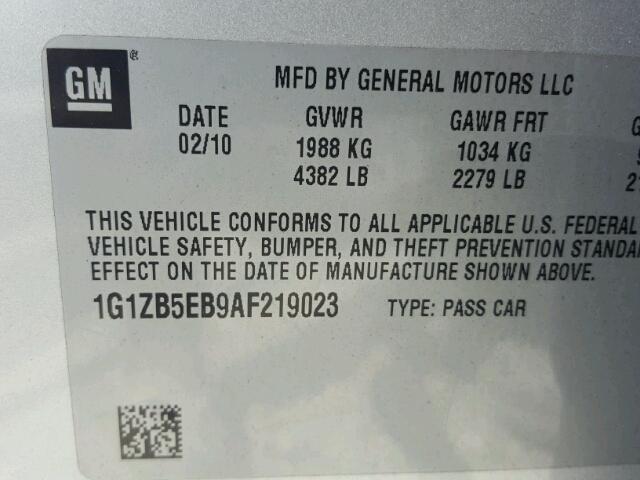 GM ®
MFD BY GENERAL MOTORS LLC
DATE GVWR GAWR FRT
02/10 1988 KG 1034 KG
4382 LB 2279 LB
THIS VEHICLE CONFORMS TO ALL APPLICABLE U.S. FEDERAL
VEHICLE SAFETY, BUMPER, AND THEFT PREVENTION
EFFECT ON THE DATE OF MANUFACTURE SHOWN ABOVE.
1G1ZB5EB9AF219023 TYPE: PASS CAR